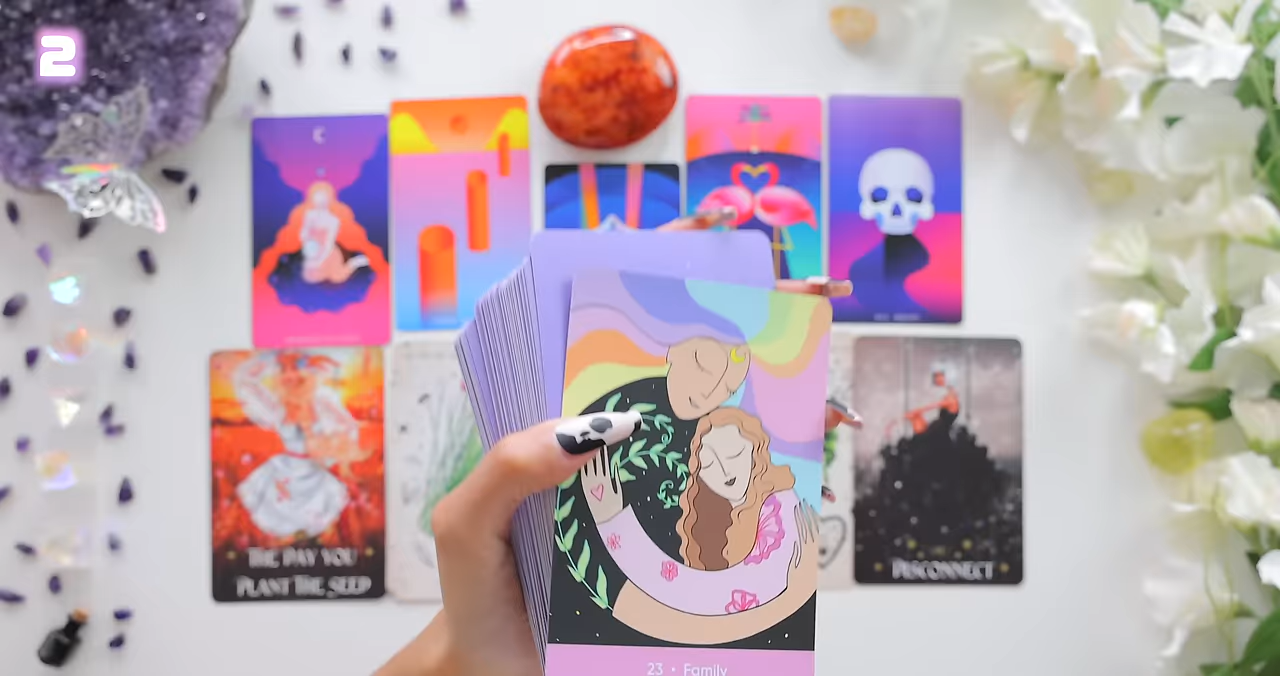 2
THE DAY YOU
PLANT THE SEED
DISCONNECT
23 • Family